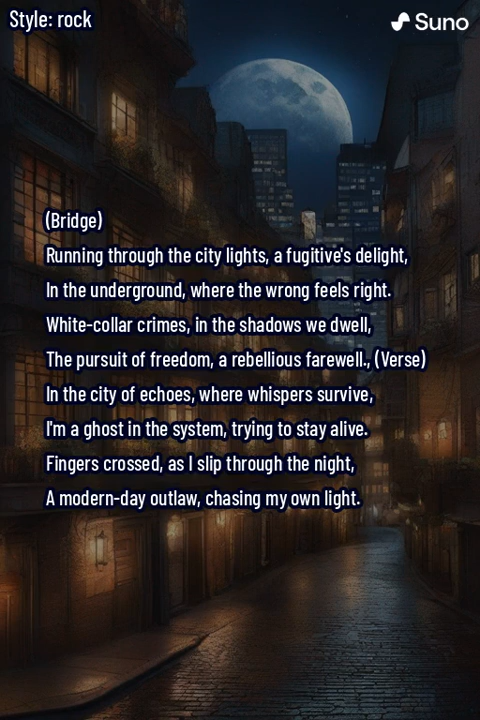 Style: rock
Suno
(Bridge)
Running through the city lights, a fugitive's delight,
In the underground, where the wrong feels right.
White-collar crimes, in the shadows we dwell,
The pursuit of freedom, a rebellious farewell., (Verse)
In the city of echoes, where whispers survive,
I'm a ghost in the system, trying to stay alive.
Fingers crossed, as I slip through the night,
A modern-day outlaw, chasing my own light.